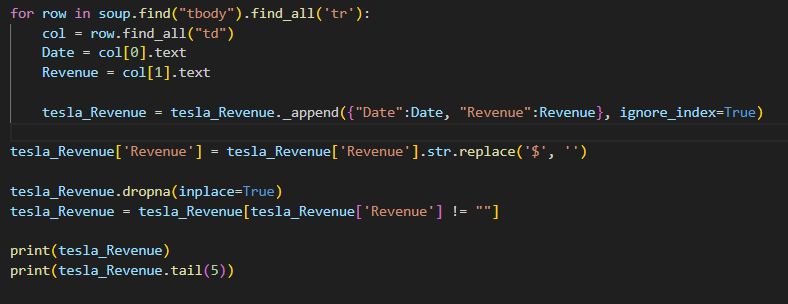 for row in soup.find("tbody").find_all('tr'):
    col = row.find_all("td")
    Date = col[0].text
    Revenue = col[1].text

    tesla_Revenue = tesla_Revenue._append({"Date":Date, "Revenue":Revenue}, ignore_index=True)

tesla_Revenue['Revenue'] = tesla_Revenue['Revenue'].str.replace('$', '')

tesla_Revenue.dropna(inplace=True)
tesla_Revenue = tesla_Revenue[tesla_Revenue['Revenue'] != ""]

print(tesla_Revenue)
print(tesla_Revenue.tail(5))